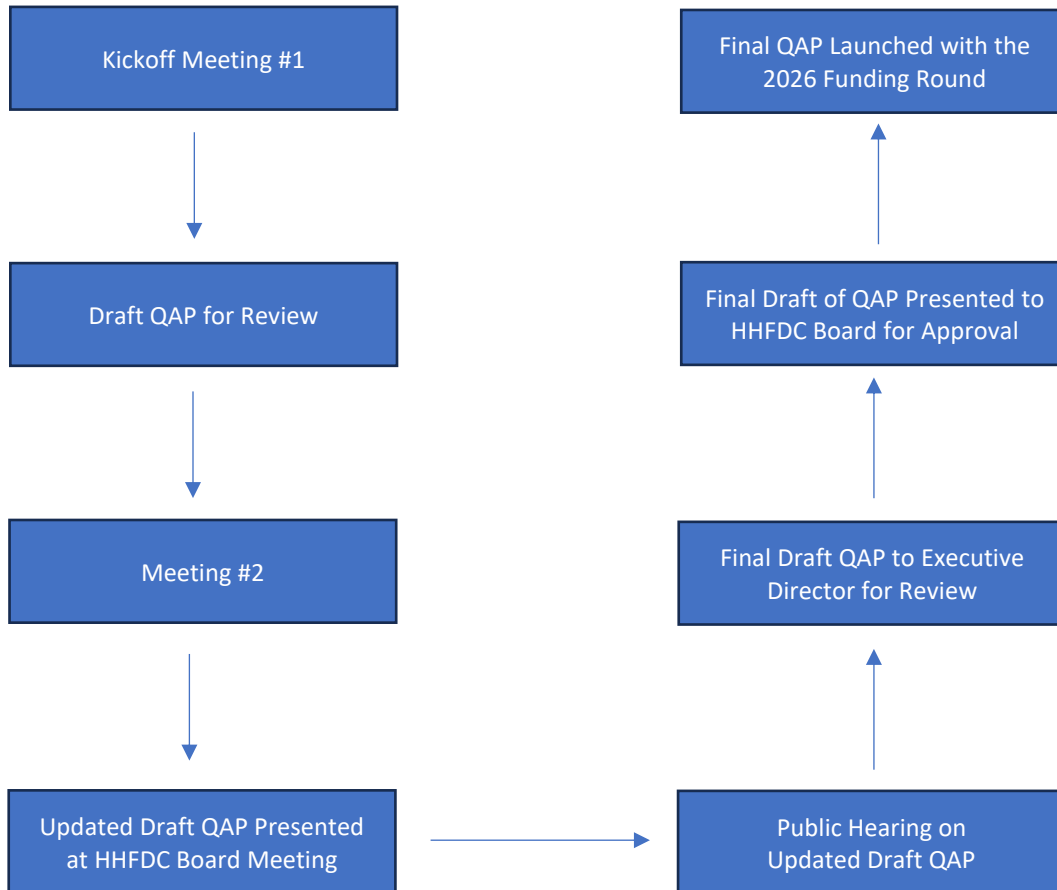 Kickoff Meeting #1
Draft QAP for Review
Meeting #2
Updated Draft QAP Presented
at HHFDC Board Meeting
Public Hearing on
Updated Draft QAP
Final Draft QAP to Executive
Director for Review
Final Draft of QAP Presented to
HHFDC Board for Approval
Final QAP Launched with the
2026 Funding Round